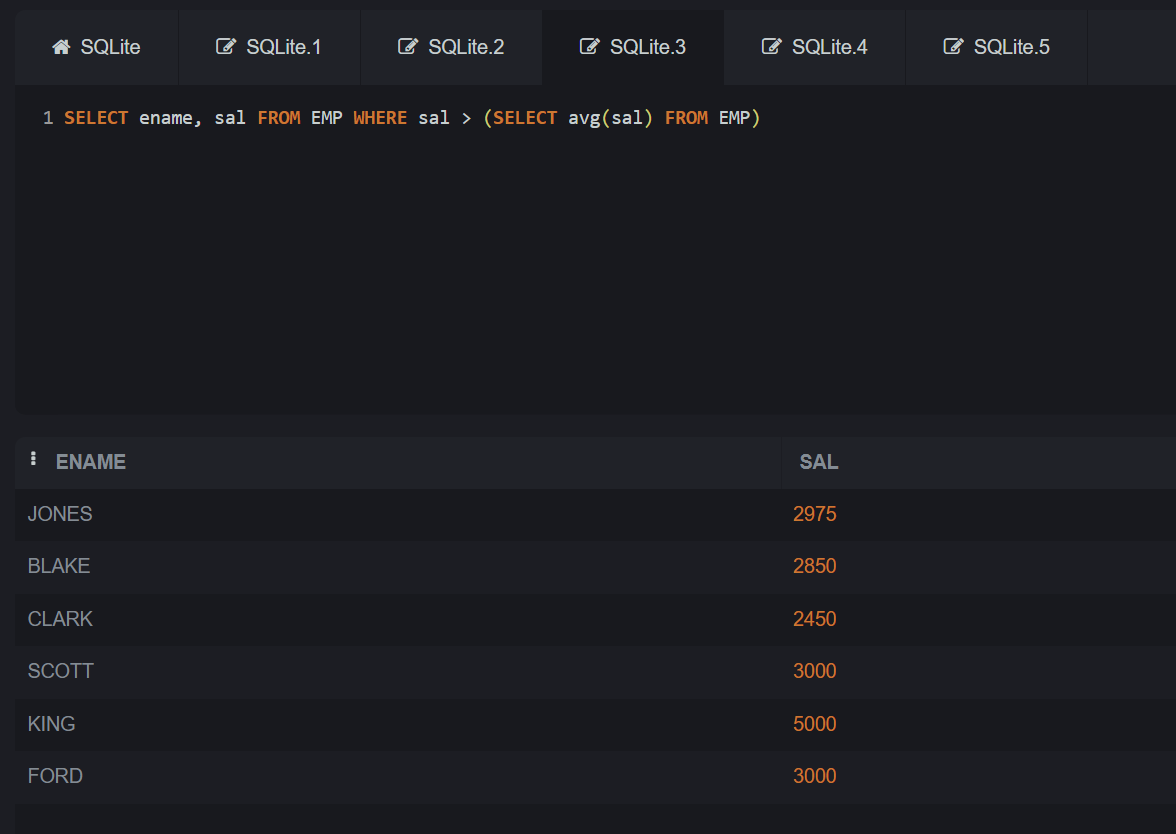 SQLite SQLite.1 SQLite.2 SQLite.3 SQLite.4 SQLite.5
1 SELECT ename, sal FROM EMP WHERE sal > (SELECT avg(sal) FROM EMP)
ENAME SAL
JONES 2975
BLAKE 2850
CLARK 2450
SCOTT 3000
KING 5000
FORD 3000